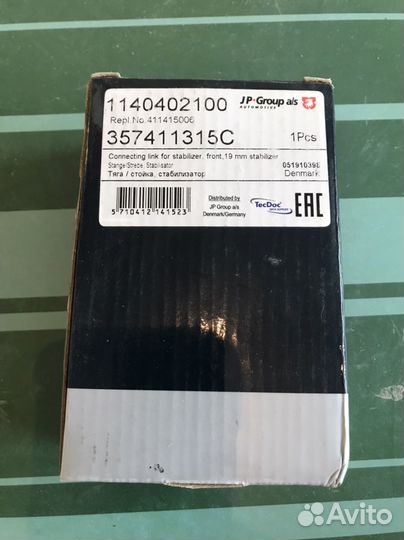 1140402100 JP Group a/s
AUTOMOTIVE
Repl.No.411415006
357411315C 1Pcs
Connecting link for stabilizer, front,19 mm stabilizer
Stange/Strebe, Stabilisator 051910398
Тяга / стойка, стабилизатор Denmark
5 710412 141523
Distributed by
JP Group a/s
Denmark/Germany
TecDoc
EAC
Avito